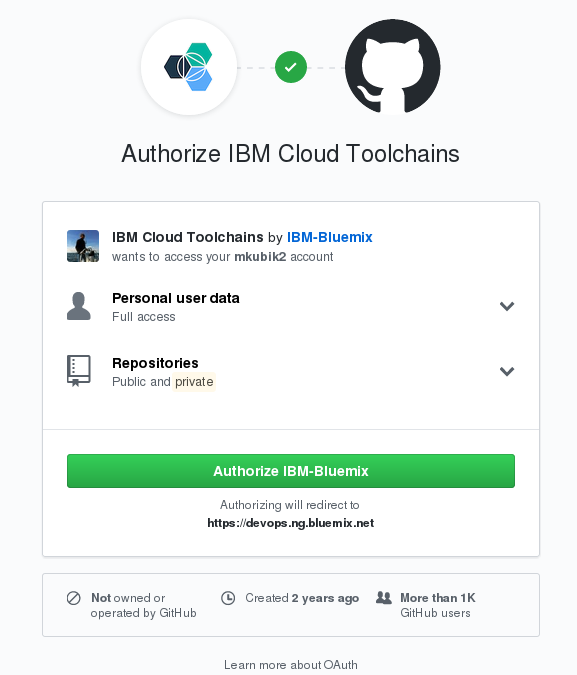 Authorize IBM Cloud Toolchains
IBM Cloud Toolchains by IBM-Bluemix
wants to access your mkubik2 account
Personal user data
Full access
Repositories
Public and private
Authorize IBM-Bluemix
Authorizing will redirect to
https://devops.ng.bluemix.net
Not owned or
operated by GitHub
Created 2 years ago
More than 1K
GitHub users
Learn more about OAuth